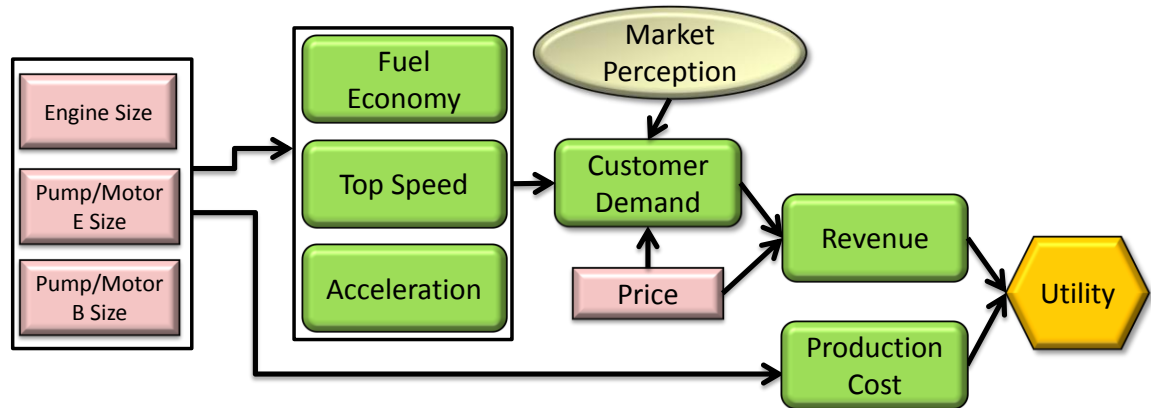 Engine Size
Pump/Motor
E Size
Pump/Motor
B Size
Fuel
Economy
Top Speed
Acceleration
Market
Perception
Customer
Demand
Price
Revenue
Production
Cost
Utility